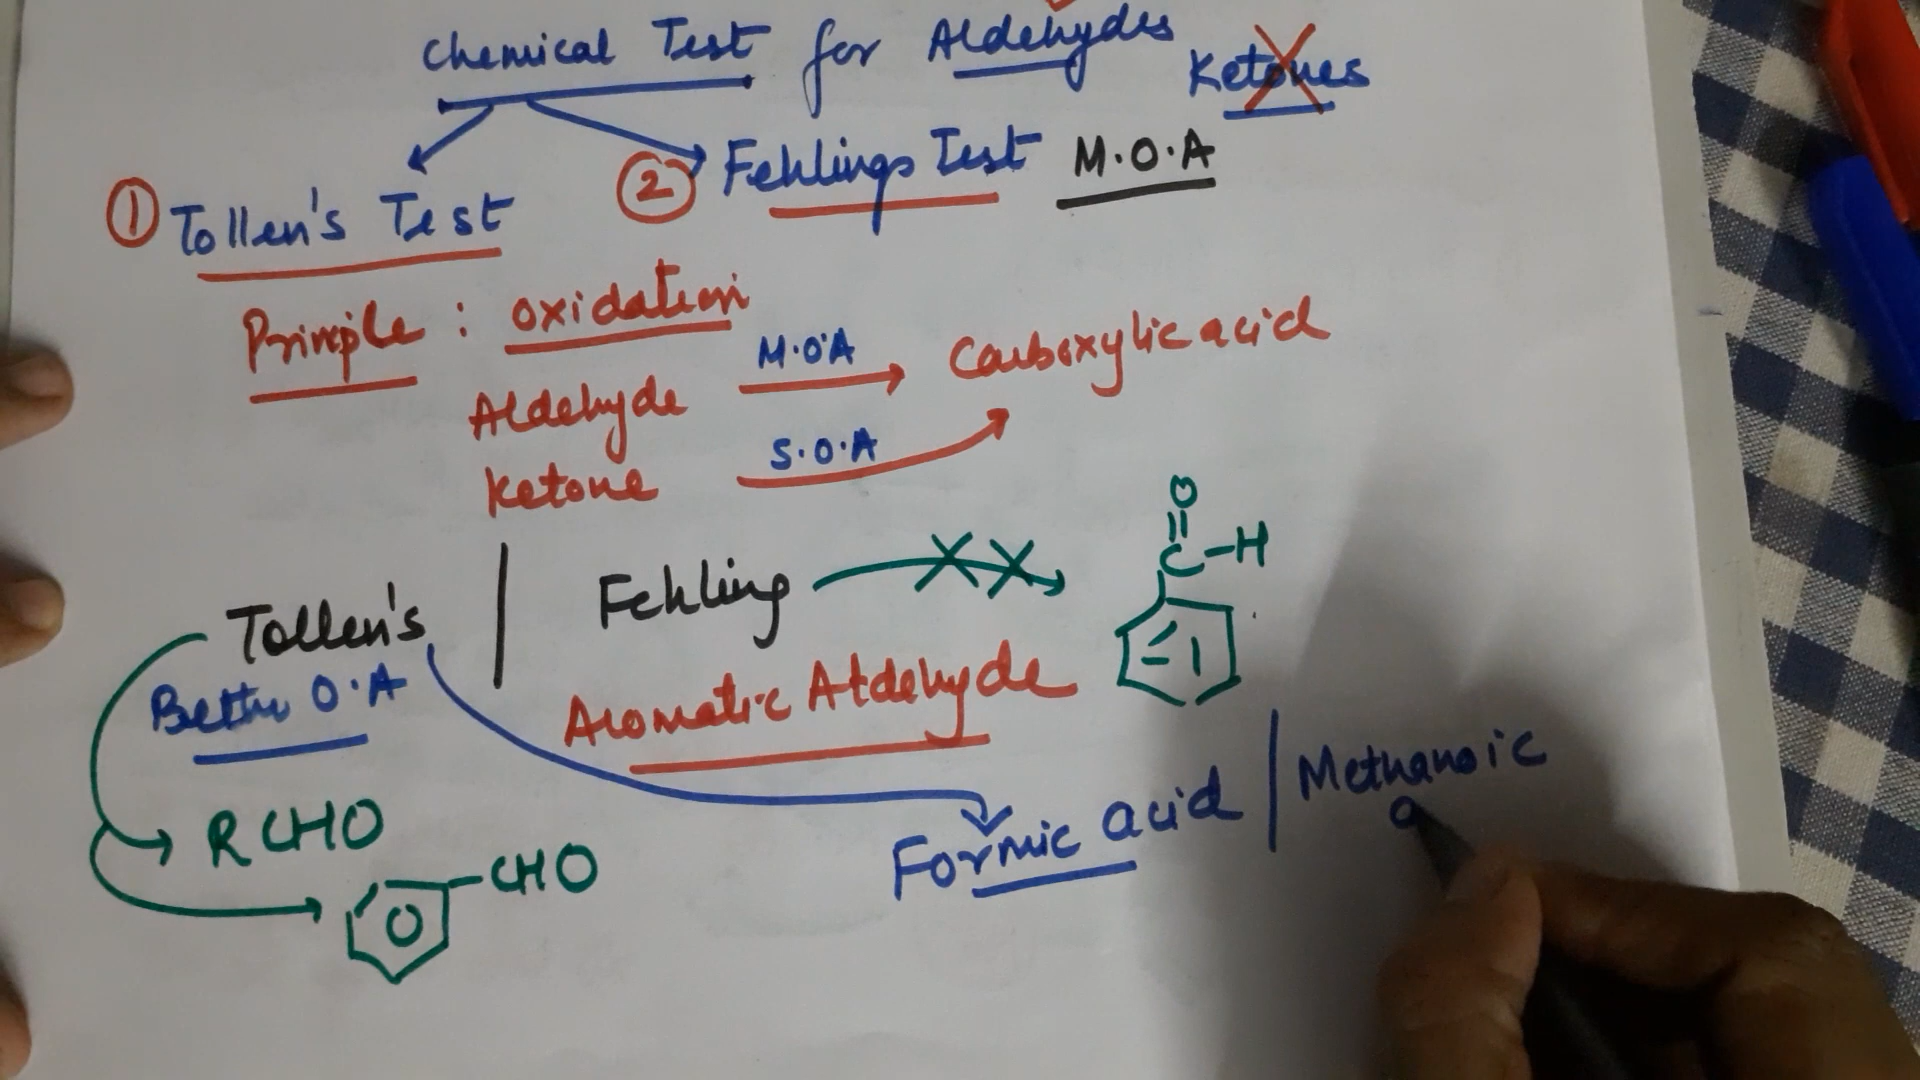 Chemical Test for Aldehydes
Ketones
① Tollen's Test
② Fehlings Test M.O.A
Prinple : Oxidation
Aldehyde M.O.A Carboxylic acid
Ketone S.O.A
Tollen's | Fehling
O
||
C-H
Better O.A
Aromatic Aldehyde
RCHO
Formic acid | Methanoic
a
-CHO